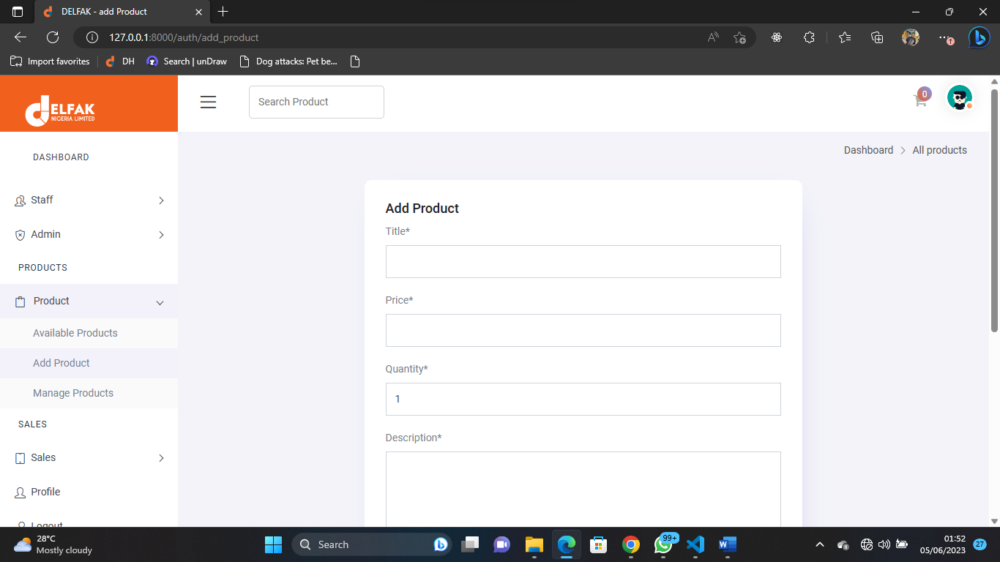 DELFAK - add Product
127.0.0.1:8000/auth/add_product
Import favorites
DH
Search | unDraw
Dog attacks: Pet be...
dELFAK
NIGERIA LIMITED
Search Product
0
DASHBOARD
Dashboard > All products
Staff
Admin
PRODUCTS
Product
Available Products
Add Product
Manage Products
SALES
Sales
Profile
Logout
Add Product
Title*
Price*
Quantity*
1
Description*
28°C
Mostly cloudy
Search
99+
01:52
05/06/2023
27